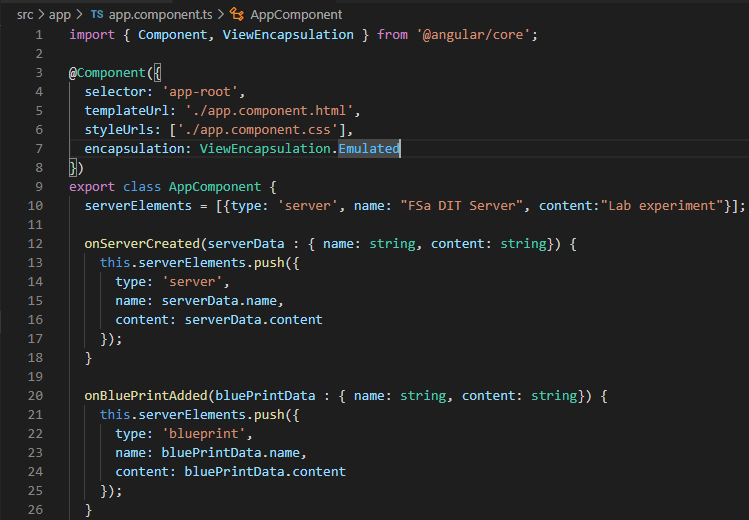 src > app > TS app.component.ts > AppComponent
1 import { Component, ViewEncapsulation } from '@angular/core';
2
3 @Component({
4   selector: 'app-root',
5   templateUrl: './app.component.html',
6   styleUrls: ['./app.component.css'],
7   encapsulation: ViewEncapsulation.Emulated
8 })
9 export class AppComponent {
10   serverElements = [{type: 'server', name: "FSa DIT Server", content:"Lab experiment"}];
11
12   onServerCreated(serverData : { name: string, content: string}) {
13     this.serverElements.push({
14       type: 'server',
15       name: serverData.name,
16       content: serverData.content
17     });
18   }
19
20   onBluePrintAdded(bluePrintData : { name: string, content: string}) {
21     this.serverElements.push({
22       type: 'blueprint',
23       name: bluePrintData.name,
24       content: bluePrintData.content
25     });
26   }